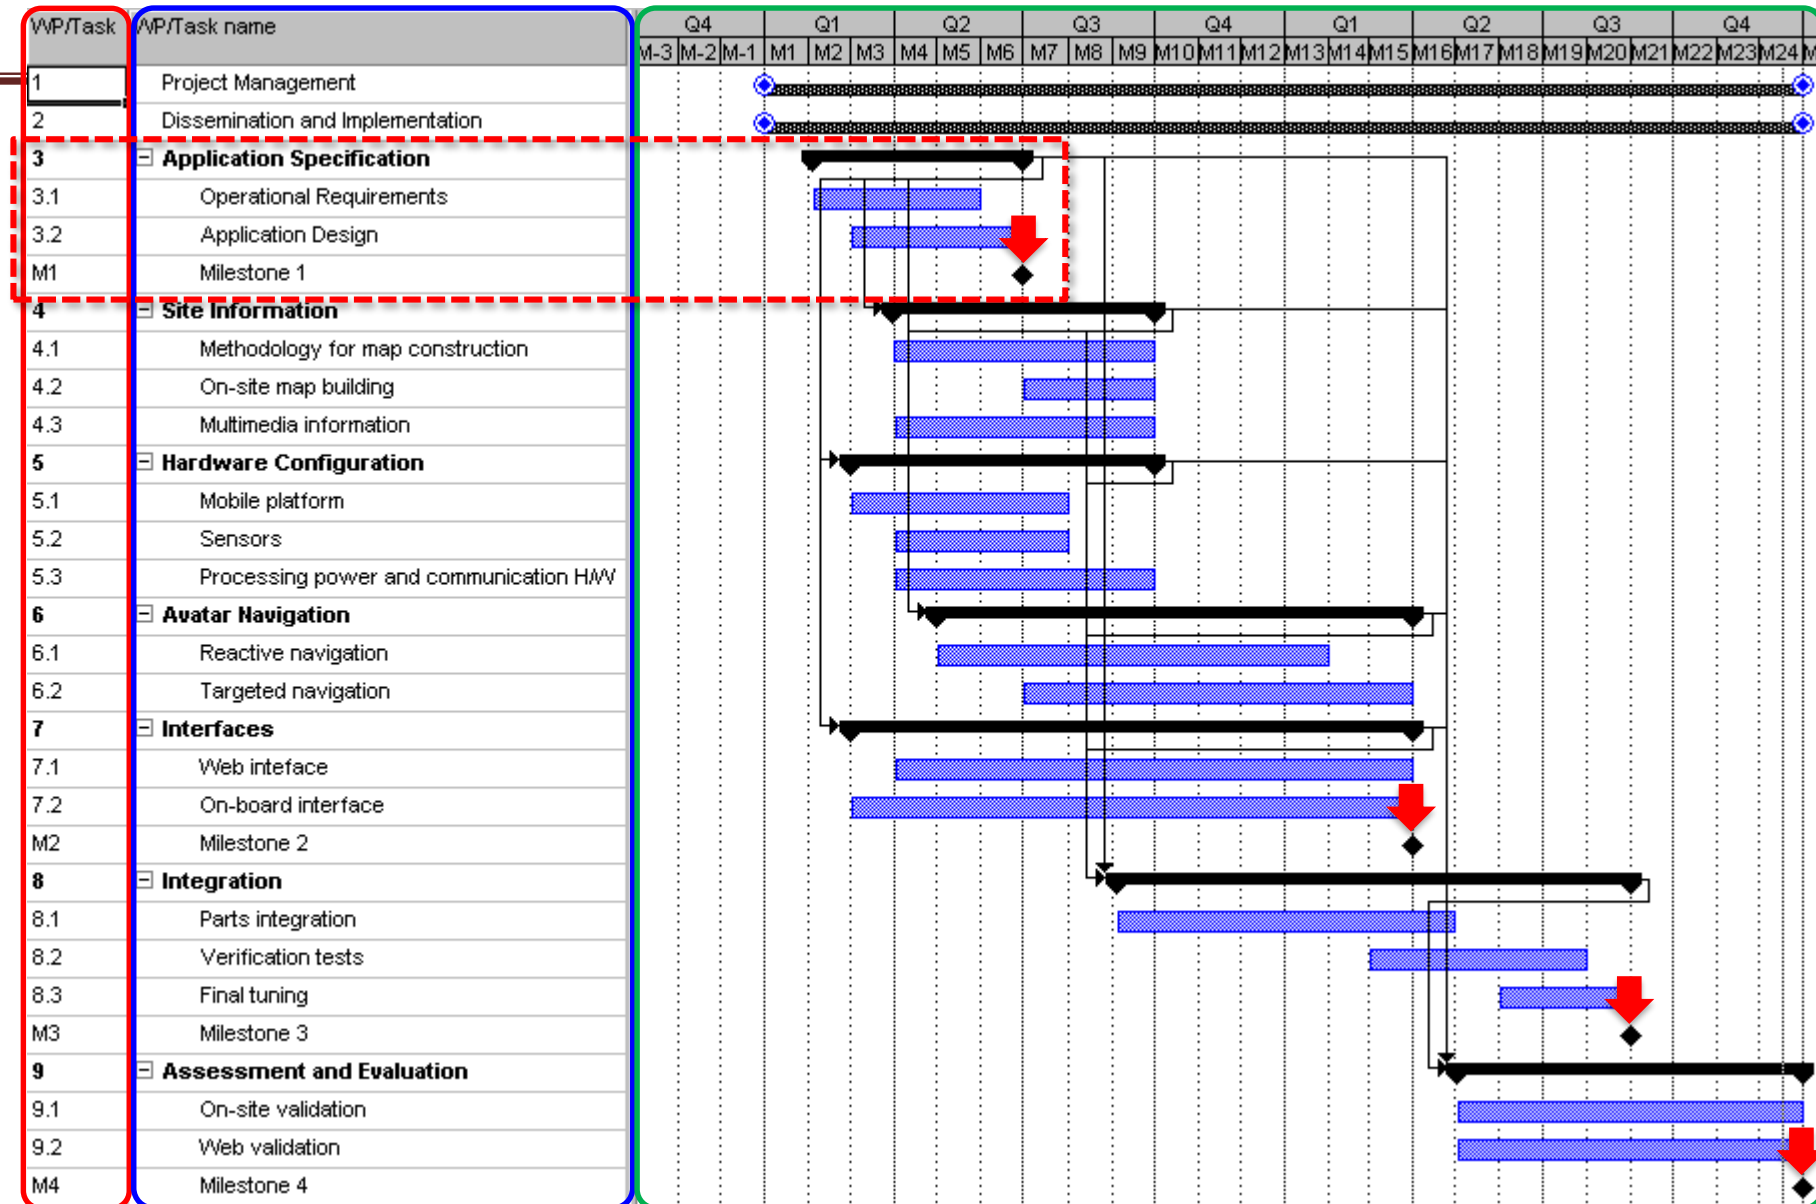 WP/Task WP/Task name Q4 Q1 Q2 Q3 Q4 Q1 Q2 Q3 Q4
M-3 M-2 M-1 M1 M2 M3 M4 M5 M6 M7 M8 M9 M10 M11 M12 M13 M14 M15 M16 M17 M18 M19 M20 M21 M22 M23 M24
1 Project Management
2 Dissemination and Implementation
3 Application Specification
3.1 Operational Requirements
3.2 Application Design
M1 Milestone 1
4 Site Information
4.1 Methodology for map construction
4.2 On-site map building
4.3 Multimedia information
5 Hardware Configuration
5.1 Mobile platform
5.2 Sensors
5.3 Processing power and communication H/W
6 Avatar Navigation
6.1 Reactive navigation
6.2 Targeted navigation
7 Interfaces
7.1 Web inteface
7.2 On-board interface
M2 Milestone 2
8 Integration
8.1 Parts integration
8.2 Verification tests
8.3 Final tuning
M3 Milestone 3
9 Assessment and Evaluation
9.1 On-site validation
9.2 Web validation
M4 Milestone 4